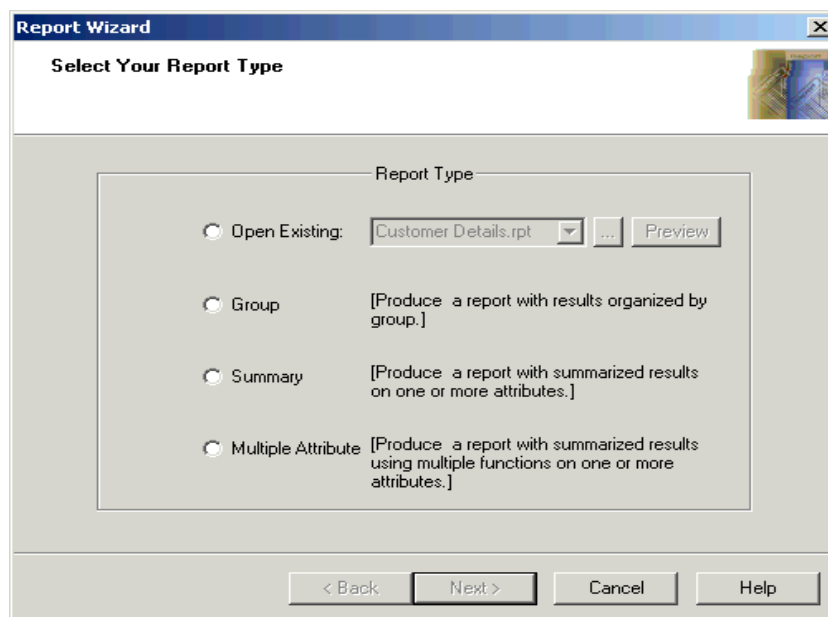 Report Wizard
Select Your Report Type
Report
Report Type
Open Existing: Customer Details.rpt ... Preview
Group [Produce a report with results organized by
group.]
Summary [Produce a report with summarized results
on one or more attributes.]
Multiple Attribute [Produce a report with summarized results
using multiple functions on one or more
attributes.]
< Back Next > Cancel Help